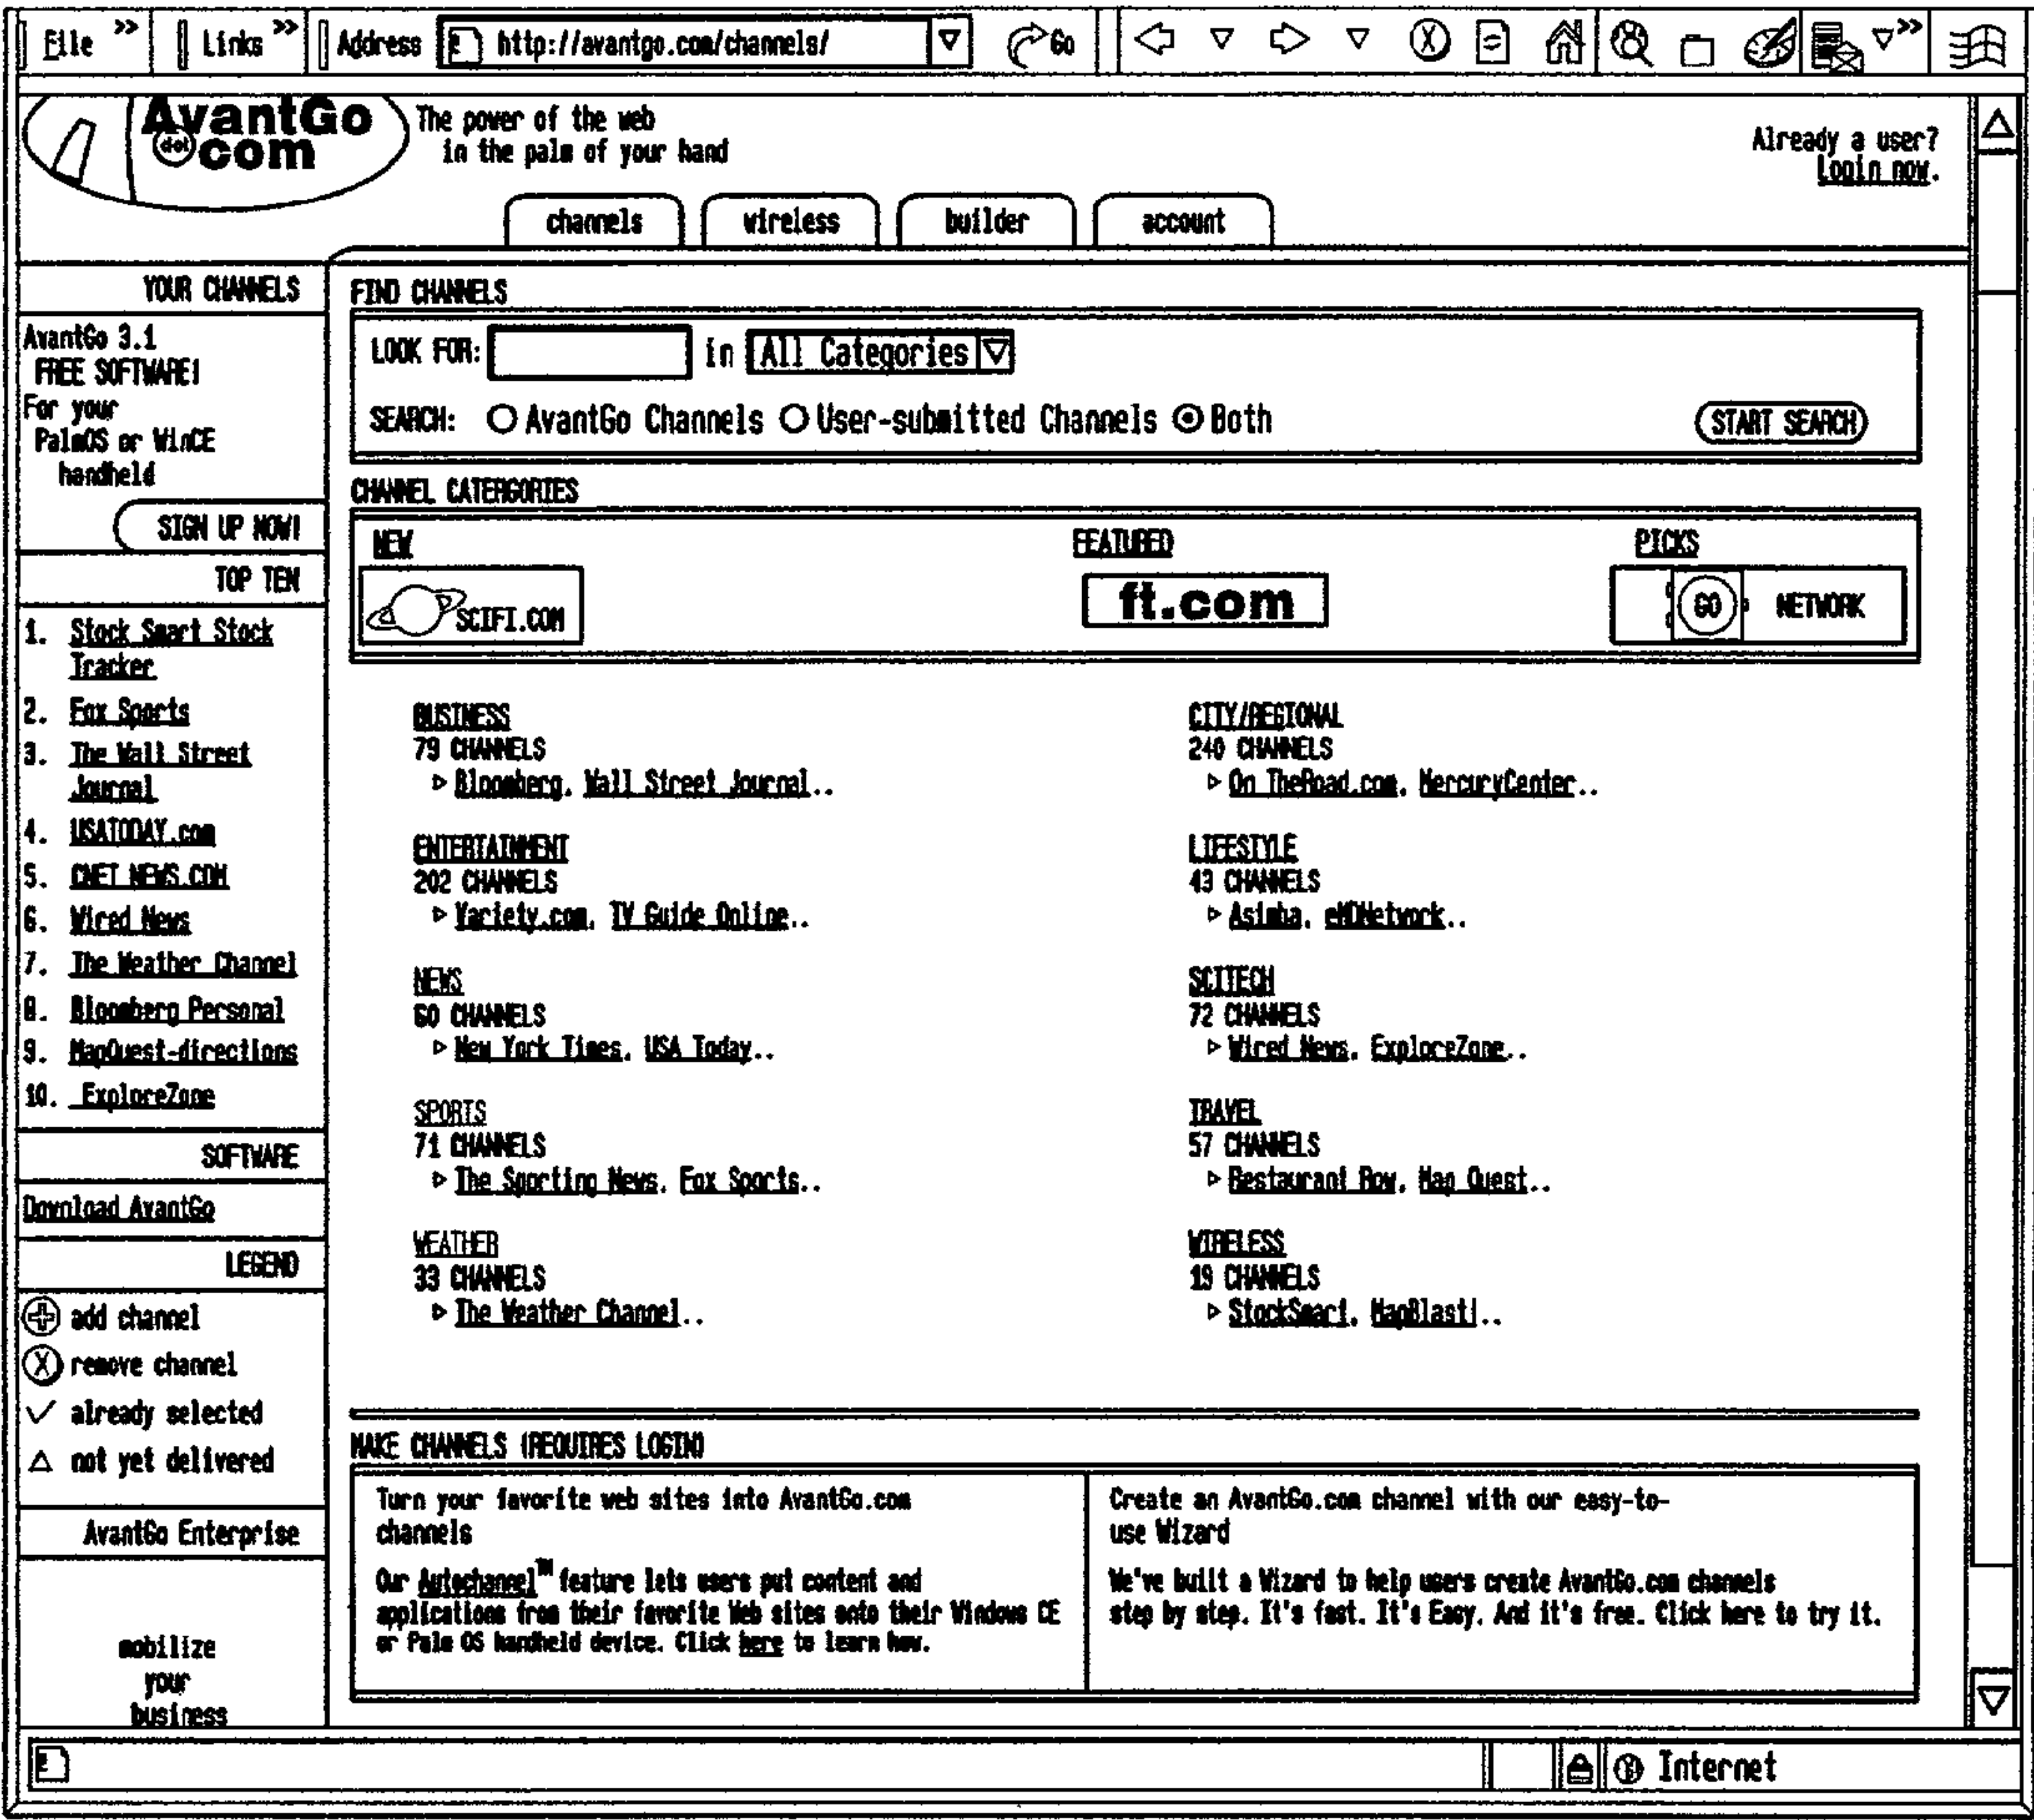 File » Links » Address http://avantgo.com/channels/ Go »
AvantGo
dot com
The power of the web
in the palm of your hand
Already a user?
Login now.
channels wireless builder account
YOUR CHANNELS
AvantGo 3.1
FREE SOFTWARE!
For your
PalmOS or WinCE
handheld
SIGN UP NOW!
TOP TEN
1. Stock Smart Stock
Tracker
2. Fox Sports
3. The Wall Street
Journal
4. USATODAY.com
5. CNET NEWS.COM
6. Wired News
7. The Weather Channel
8. Bloomberg Personal
9. MapQuest-directions
10. ExploreZone
SOFTWARE
Download AvantGo
LEGEND
add channel
X remove channel
already selected
not yet delivered
AvantGo Enterprise
mobilize
your
business
FIND CHANNELS
LOOK FOR: in All Categories
SEARCH: AvantGo Channels User-submitted Channels Both START SEARCH
CHANNEL CATERGORIES
NEW FEATURED PICKS
SCIFI.COM ft.com GO NETWORK
BUSINESS
79 CHANNELS
Bloomberg, Wall Street Journal..
ENTERTAINMENT
202 CHANNELS
Variety.com, TV Guide Online..
NEWS
60 CHANNELS
New York Times, USA Today..
SPORTS
71 CHANNELS
The Sporting News, Fox Sports..
WEATHER
33 CHANNELS
The Weather Channel..
CITY/REGIONAL
240 CHANNELS
On TheRoad.com, MercuryCenter..
LIFESTYLE
43 CHANNELS
Asimba, eMDNetwork..
SCITECH
72 CHANNELS
Wired News, ExploreZone..
TRAVEL
57 CHANNELS
Restaurant Row, Map Quest..
WIRELESS
19 CHANNELS
StockSmart, MapBlast!..
MAKE CHANNELS (REQUIRES LOGIN)
Turn your favorite web sites into AvantGo.com
channels
Our Autochannel™ feature lets users put content and
applications from their favorite Web sites onto their Windows CE
or Palm OS handheld device. Click here to learn how.
Create an AvantGo.com channel with our easy-to-
use Wizard
We've built a Wizard to help users create AvantGo.com channels
step by step. It's fast. It's Easy. And it's free. Click here to try it.
Internet